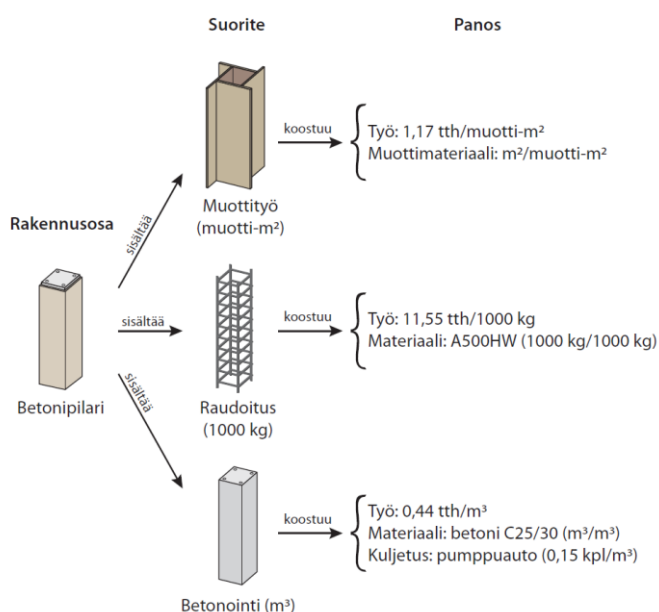 Suorite
Panos
koostuu
Työ: 1,17 tth/muotti-m²
Muottimateriaali: m²/muotti-m²
Muottityö
(muotti-m²)
Rakennusosa
sisältää
sisältää
koostuu
Työ: 11,55 tth/1000 kg
Materiaali: A500HW (1000 kg/1000 kg)
Betonipilari
Raudoitus
(1000 kg)
sisältää
koostuu
Työ: 0,44 tth/m³
Materiaali: betoni C25/30 (m³/m³)
Kuljetus: pumppuauto (0,15 kpl/m³)
Betonointi (m³)